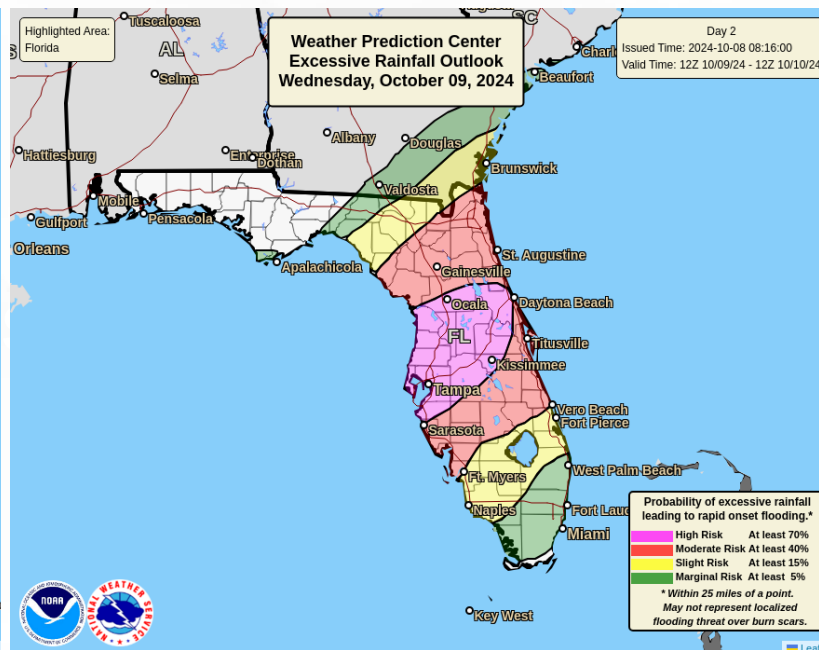 Highlighted Area:
Florida
Weather Prediction Center
Excessive Rainfall Outlook
Wednesday, October 09, 2024
Day 2
Issued Time: 2024-10-08 08:16:00
Valid Time: 12Z 10/09/24 - 12Z 10/10/24
Tuscaloosa
SC
AL
Charl
Selma
Beaufort
Albany
Douglas
Hattiesburg
Enterprise
Dothan
Brunswick
Valdosta
Mobile
Pensacola
Gulfport
Orleans
St. Augustine
Apalachicola
Gainesville
Ocala
Daytona Beach
FL
Titusville
Kissimmee
Tampa
Vero Beach
Fort Pierce
Sarasota
West Palm Beach
Ft. Myers
Naples
Fort Laud
Miami
Key West
Probability of excessive rainfall
leading to rapid onset flooding.*
High Risk At least 70%
Moderate Risk At least 40%
Slight Risk At least 15%
Marginal Risk At least 5%
* Within 25 miles of a point.
May not represent localized
flooding threat over burn scars.
NOAA
NATIONAL WEATHER SERVICE
Leaf